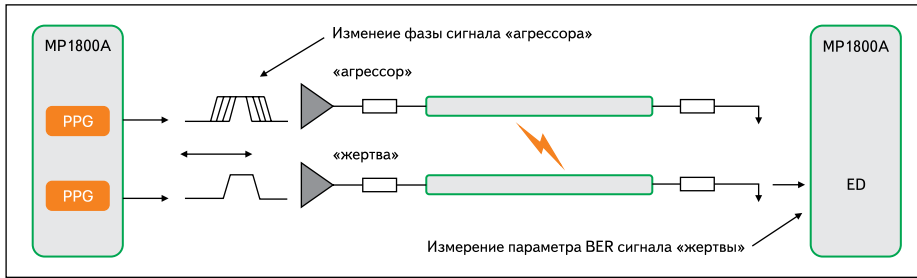 MP1800A
Изменеие фазы сигнала «агрессора»
MP1800A
«агрессор»
PPG
«жертва»
PPG
ED
Измерение параметра BER сигнала «жертвы»